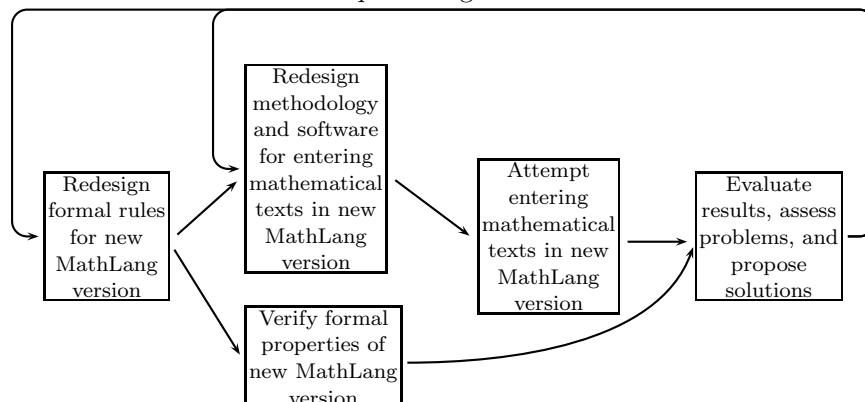 Redesign
formal rules
for new
MathLang
version
Redesign
methodology
and software
for entering
mathematical
texts in new
MathLang
version
Verify formal
properties of
new MathLang
version
Attempt
entering
mathematical
texts in new
MathLang
version
Evaluate
results, assess
problems, and
propose
solutions